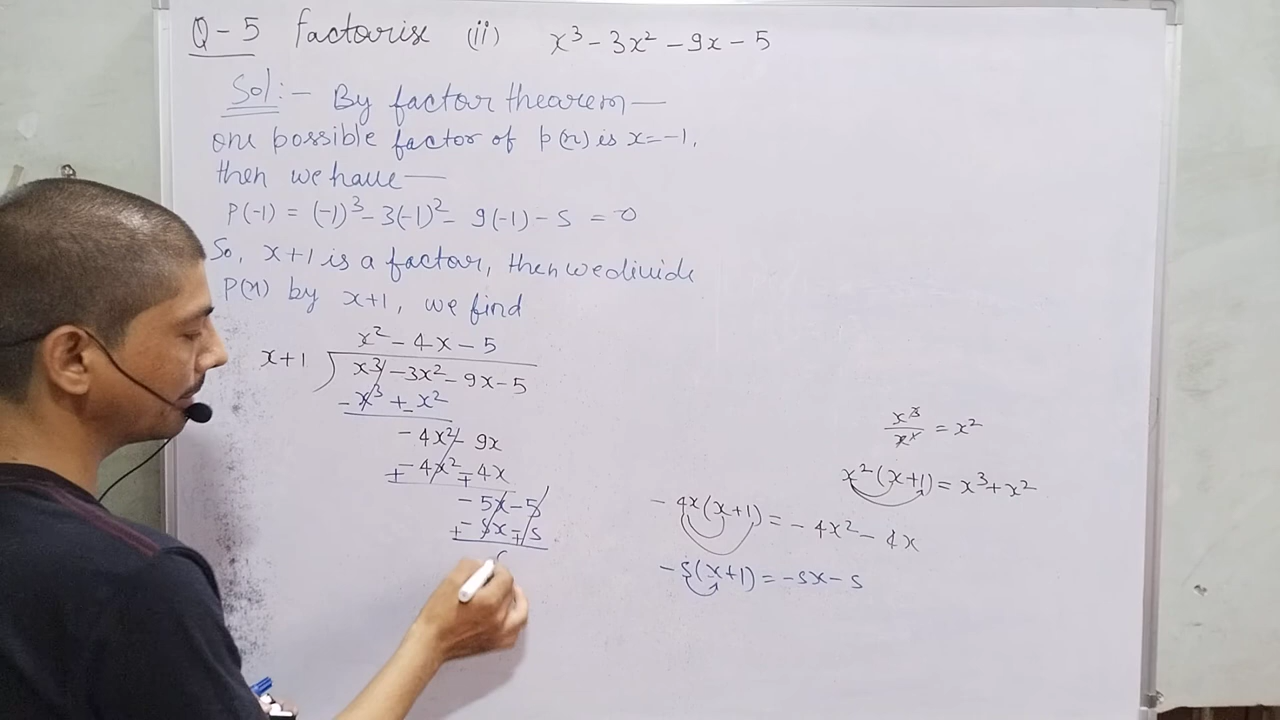 Q-5 factorise (ii) x³ - 3x² - 9x - 5
Sol:- By factor thearem —
one possible factor of p(x) is x = -1,
then we have —
P(-1) = (-1)³ - 3(-1)² - 9(-1) - 5 = 0
So, x+1 is a factor, then we divide
P(x) by x+1, we find
x² - 4x - 5
x+1 ) x³ - 3x² - 9x - 5
- x³ + - x²
- 4x² - 9x
+ - 4x² - + 4x
- 5x - 5
+ - 5x - + 5
x³/x = x²
x²(x+1) = x³ + x²
- 4x(x+1) = - 4x² - 4x
- 5(x+1) = - 5x - 5